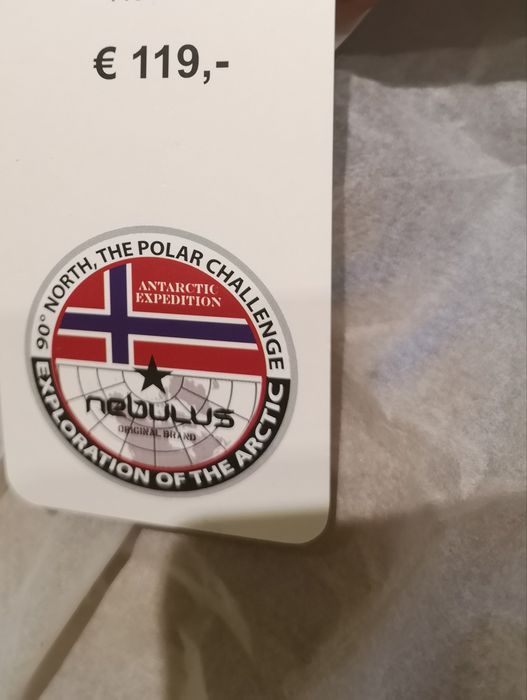 € 119,-
90° NORTH, THE POLAR CHALLENGE
ANTARCTIC
EXPEDITION
nebulus
ORIGINAL BRAND
EXPLORATION OF THE ARCTIC